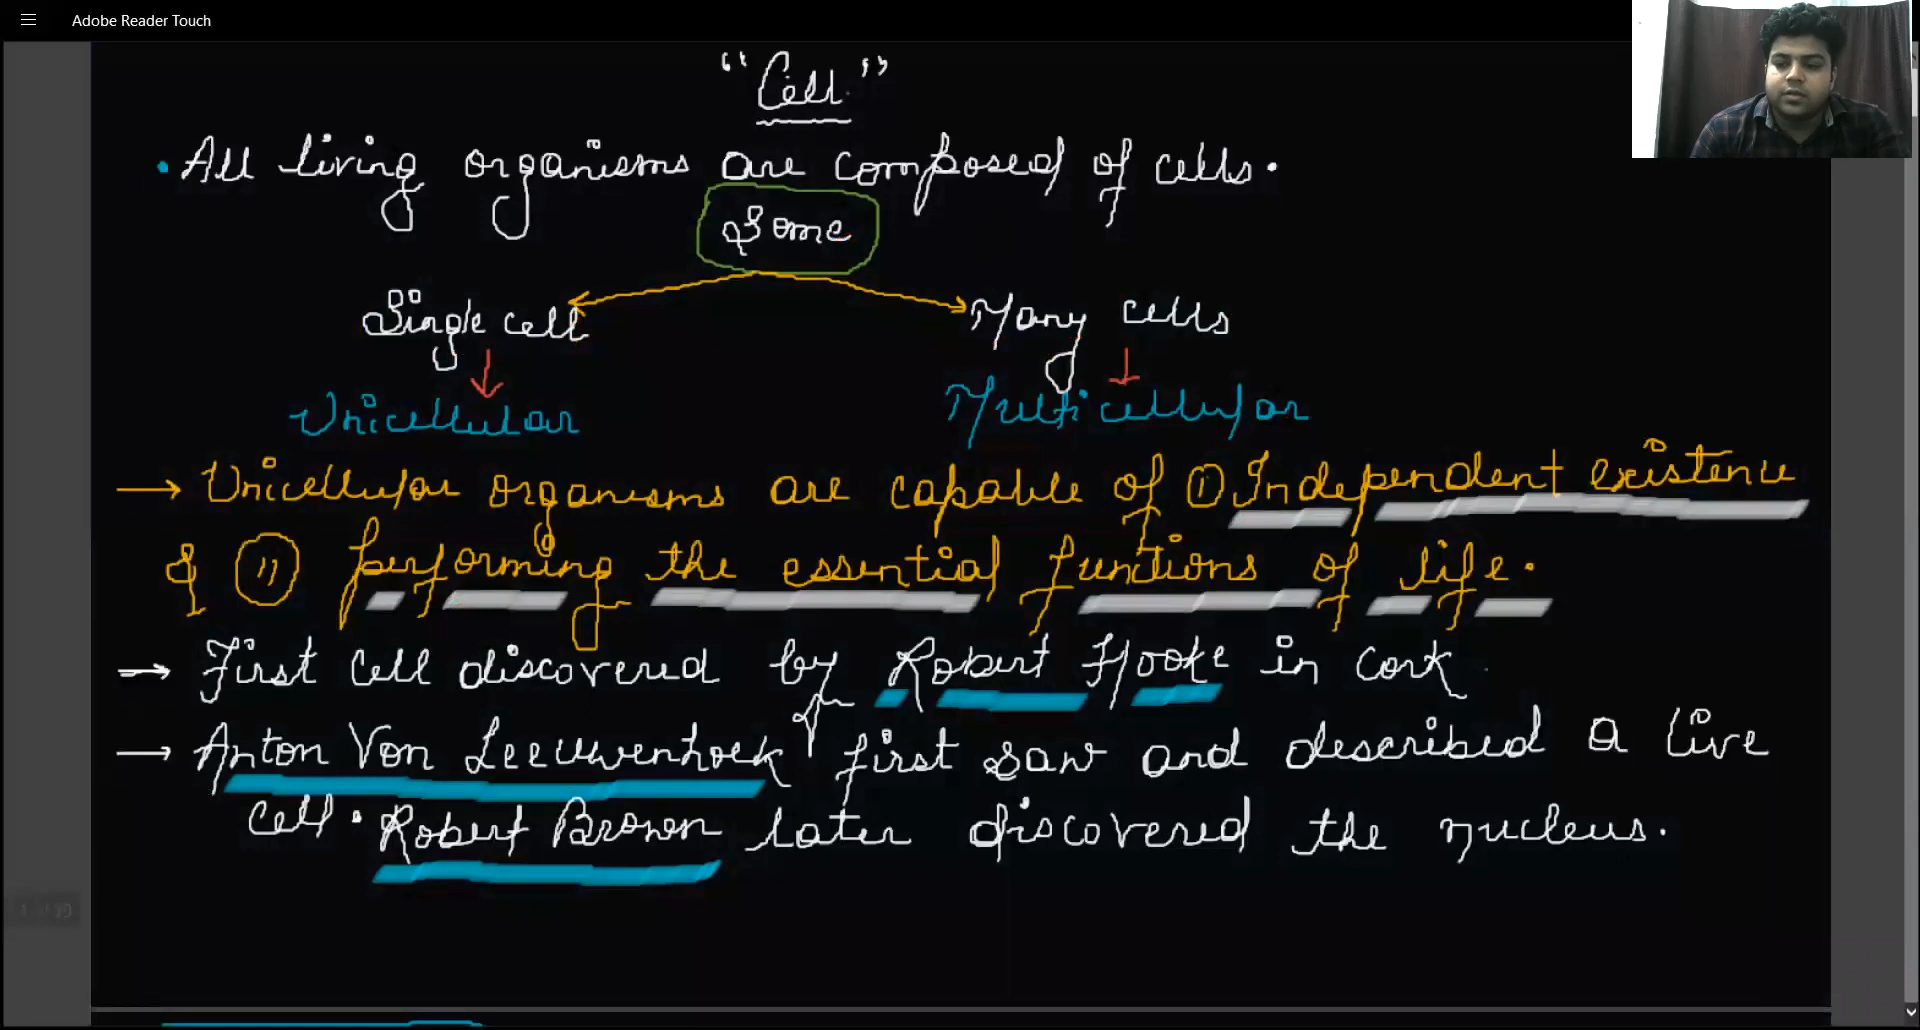 Adobe Reader Touch
"Cell"
• All living organisms are composed of cells.
Some
Single cell Many cells
Unicellular Multicellular
→ Unicellular organisms are capable of ① Independent existence
& ⑪ performing the essential functions of life.
→ First cell discovered by Robert Hooke in cork
→ Anton Von Leeuwenhoek first saw and described a live
cell. Robert Brown later discovered the nucleus.